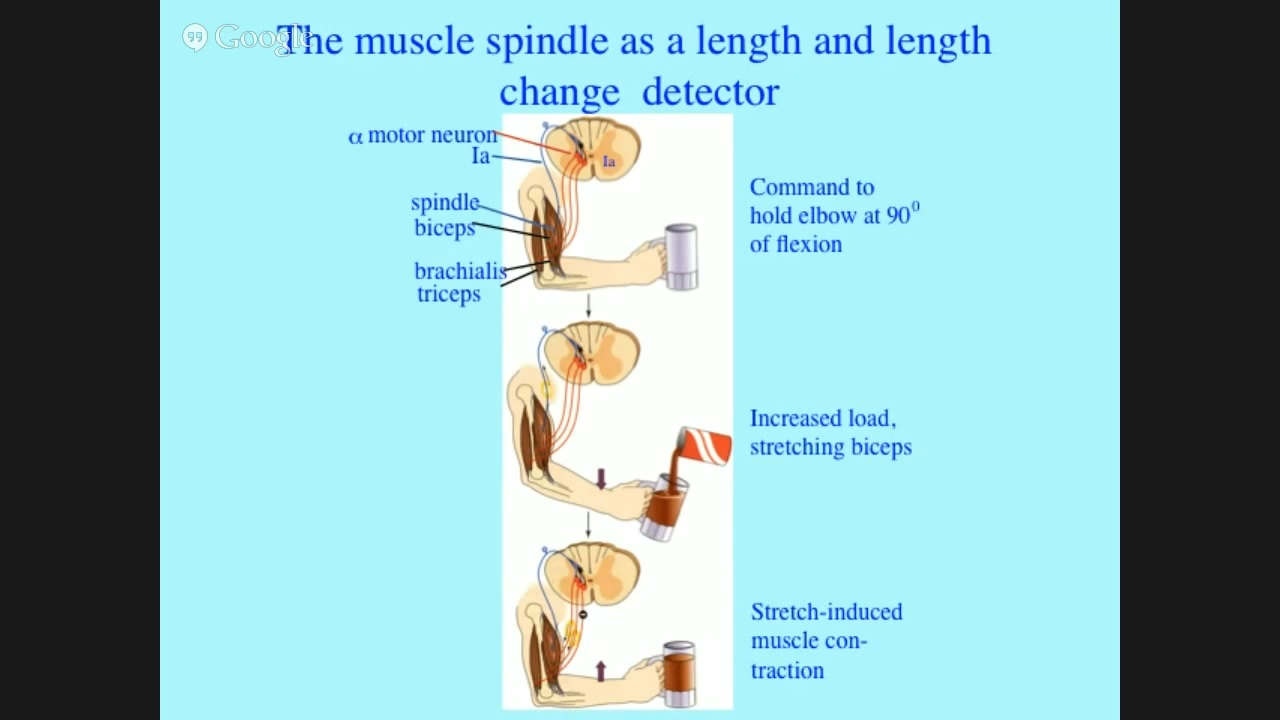 Google
The muscle spindle as a length and length
change detector
α motor neuron
Ia
Ia
spindle
biceps
brachialis
triceps
Command to
hold elbow at 90⁰
of flexion
Increased load,
stretching biceps
Stretch-induced
muscle con-
traction